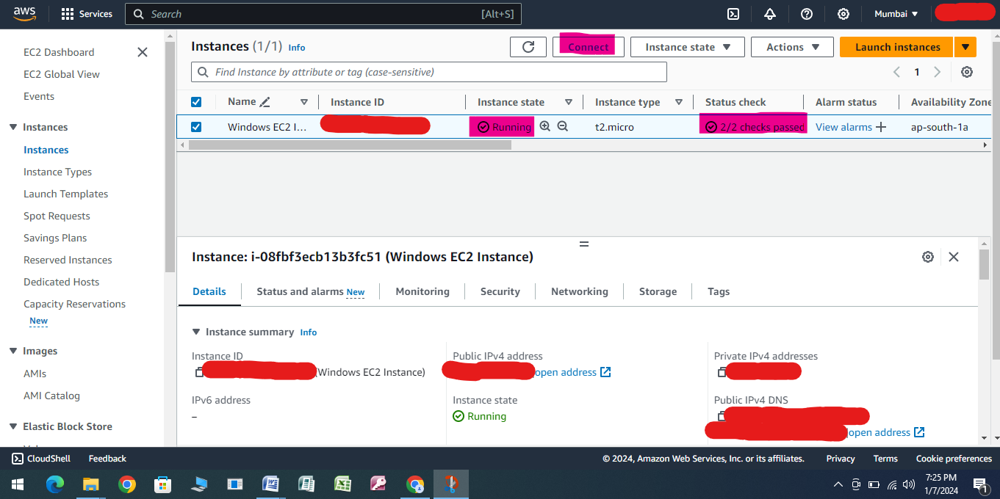 aws Services Search [Alt+S] Mumbai
EC2 Dashboard
EC2 Global View
Events
Instances
Instances
Instance Types
Launch Templates
Spot Requests
Savings Plans
Reserved Instances
Dedicated Hosts
Capacity Reservations
New
Images
AMIs
AMI Catalog
Elastic Block Store
Instances (1/1) Info Connect Instance state Actions Launch instances
Find Instance by attribute or tag (case-sensitive) 1
Name Instance ID Instance state Instance type Status check Alarm status Availability Zone
Windows EC2 I... Running t2.micro 2/2 checks passed View alarms + ap-south-1a
Instance: i-08fbf3ecb13b3fc51 (Windows EC2 Instance)
Details Status and alarms New Monitoring Security Networking Storage Tags
Instance summary Info
Instance ID Public IPv4 address Private IPv4 addresses
(Windows EC2 Instance) open address
IPv6 address Instance state Public IPv4 DNS
– Running
open address
CloudShell Feedback © 2024, Amazon Web Services, Inc. or its affiliates. Privacy Terms Cookie preferences
7:25 PM
1/7/2024
1